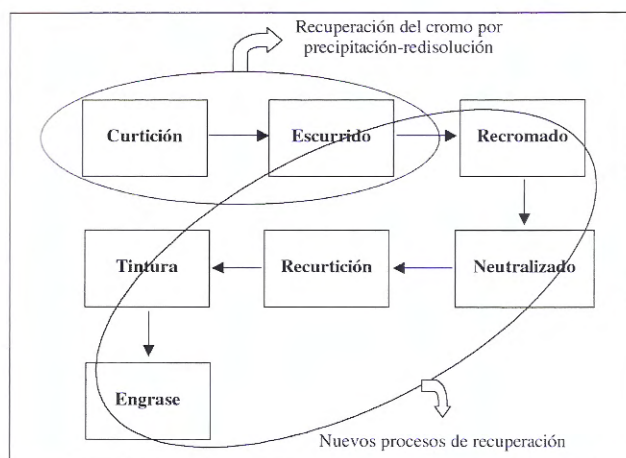 Recuperación del cromo por
precipitación-redisolución
Curtición
Escurrido
Recromado
Tintura
Recurtición
Neutralizado
Engrase
Nuevos procesos de recuperación